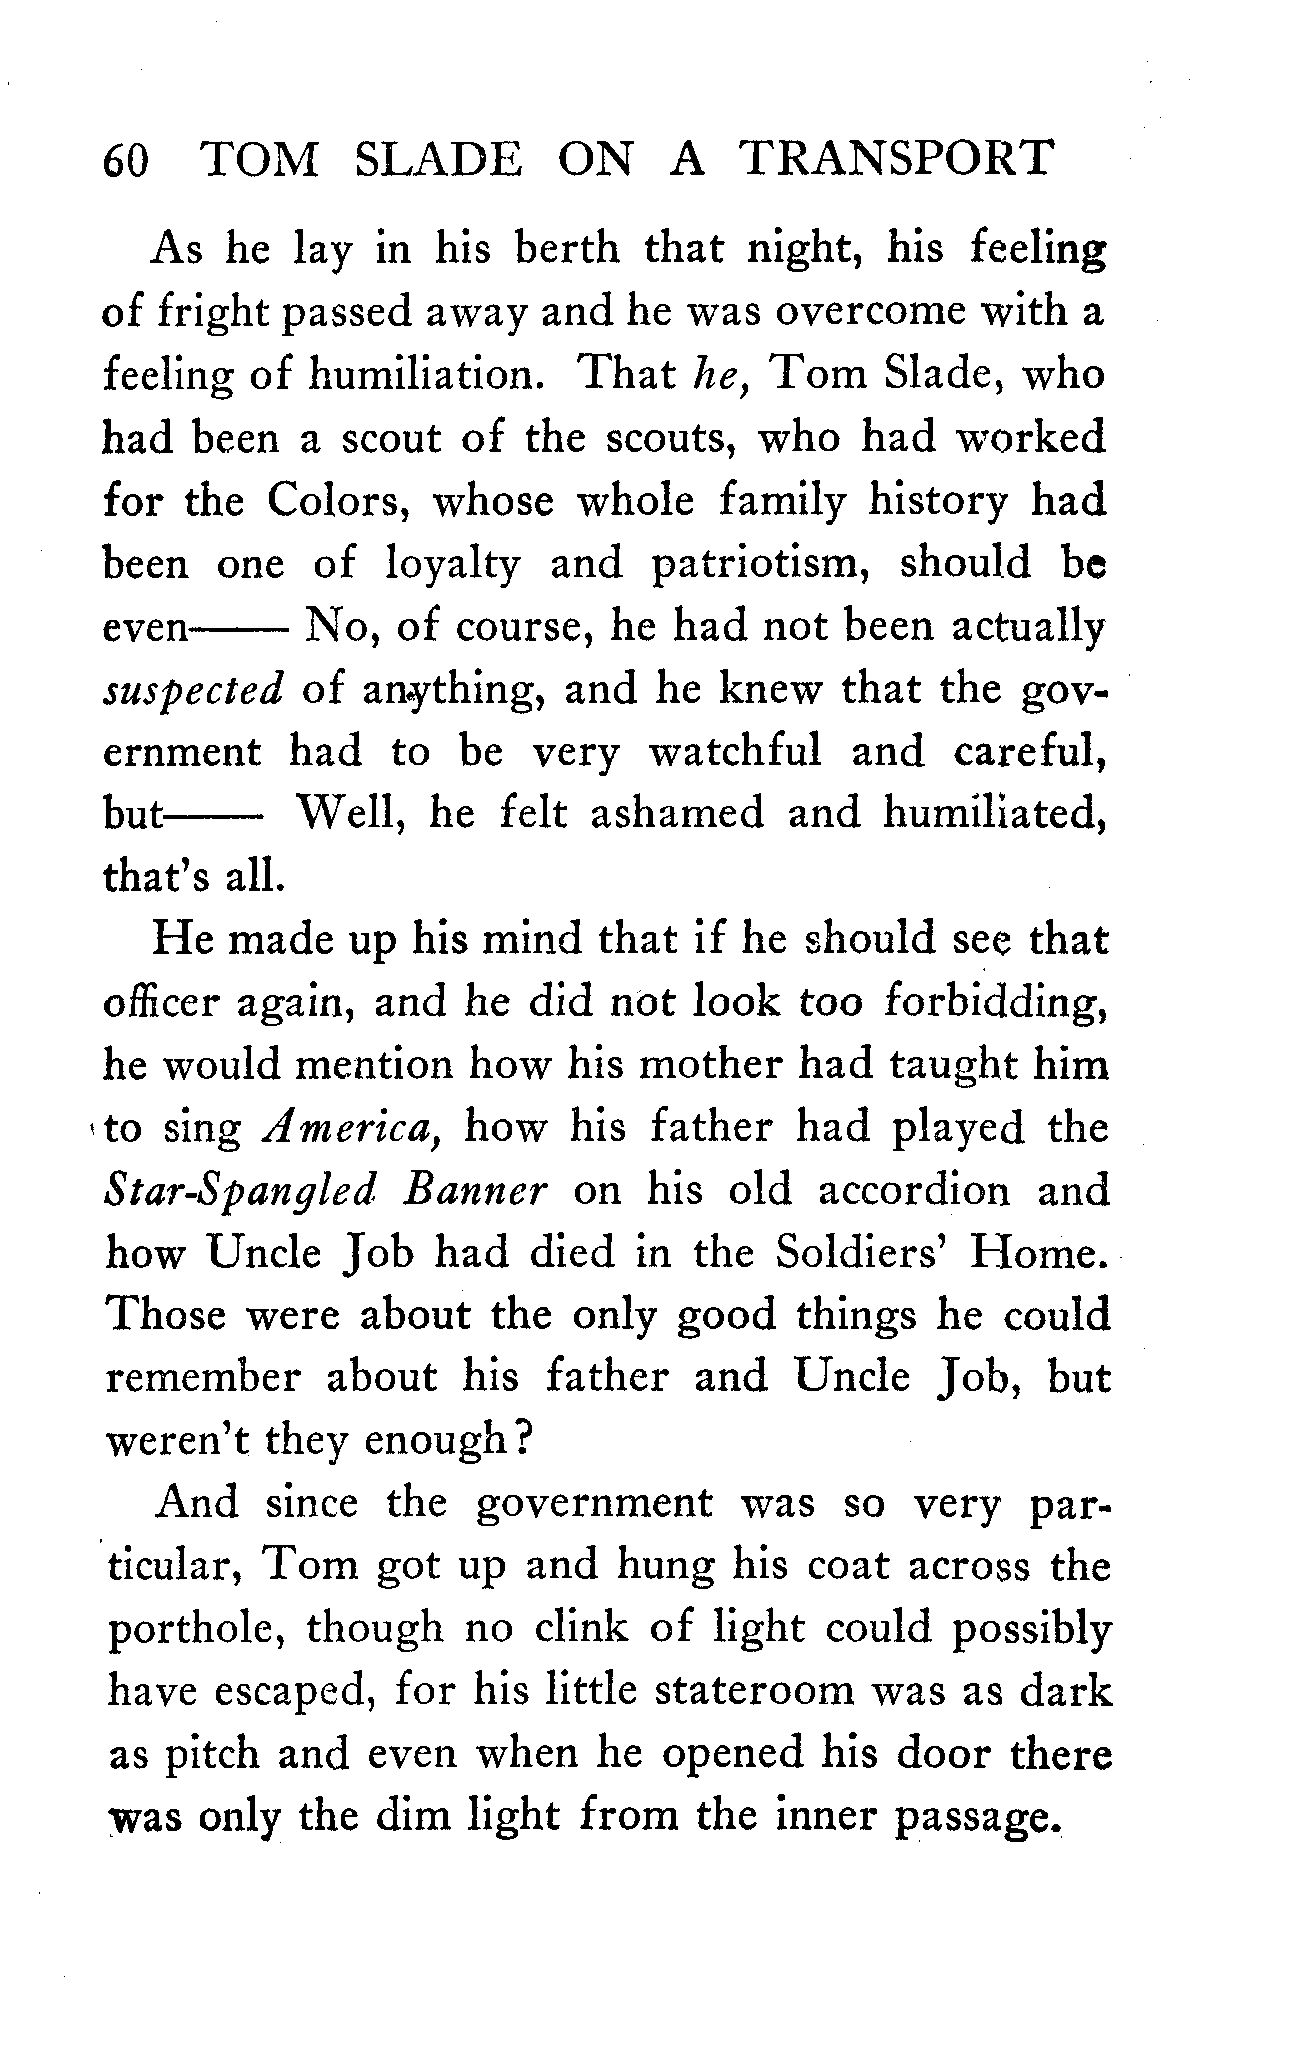 60 TOM SLADE ON A TRANSPORT
As he lay in his berth that night, his feeling
of fright passed away and he was overcome with a
feeling of humiliation. That he, Tom Slade, who
had been a scout of the scouts, who had worked
for the Colors, whose whole family history had
been one of loyalty and patriotism, should be
even—— No, of course, he had not been actually
suspected of anything, and he knew that the gov-
ernment had to be very watchful and careful,
but—— Well, he felt ashamed and humiliated,
that's all.
He made up his mind that if he should see that
officer again, and he did not look too forbidding,
he would mention how his mother had taught him
to sing America, how his father had played the
Star-Spangled Banner on his old accordion and
how Uncle Job had died in the Soldiers' Home.
Those were about the only good things he could
remember about his father and Uncle Job, but
weren't they enough?
And since the government was so very par-
ticular, Tom got up and hung his coat across the
porthole, though no clink of light could possibly
have escaped, for his little stateroom was as dark
as pitch and even when he opened his door there
was only the dim light from the inner passage.